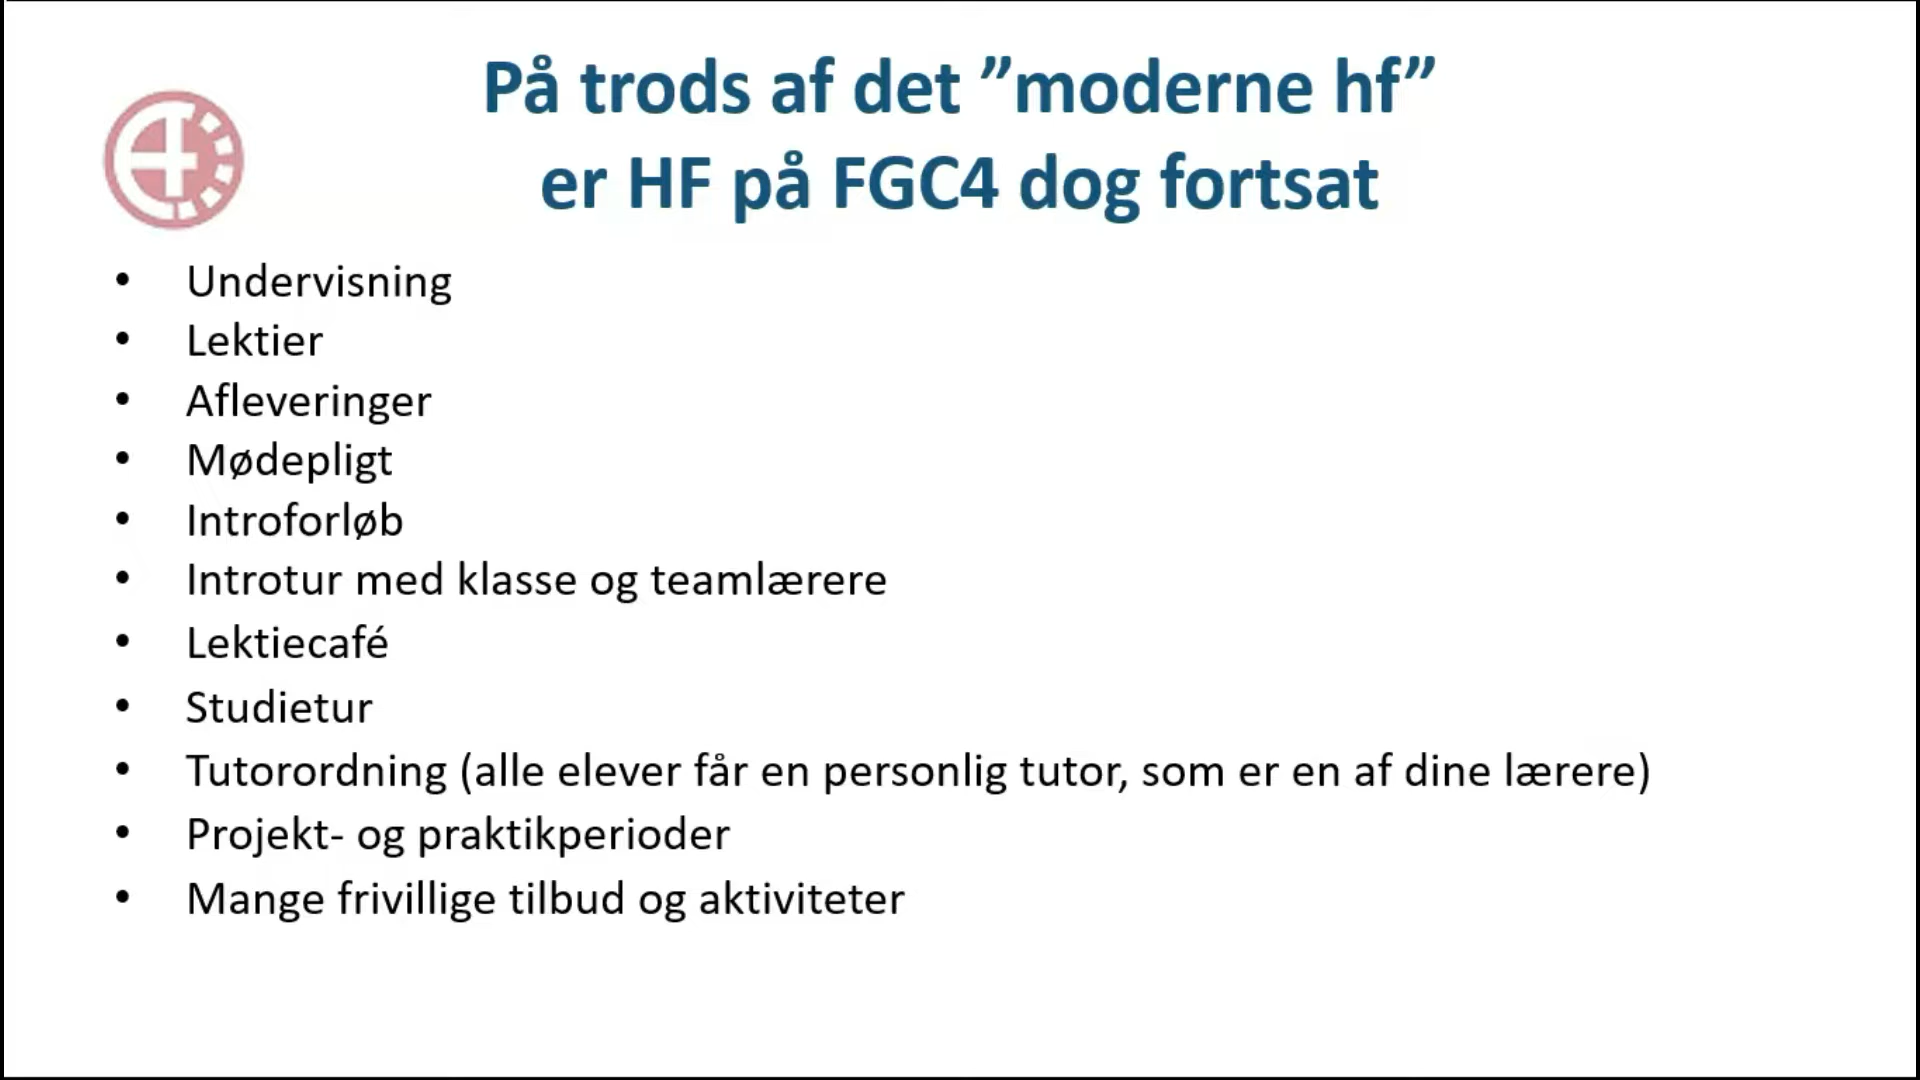 På trods af det ”moderne hf”
er HF på FGC4 dog fortsat
• Undervisning
• Lektier
• Afleveringer
• Mødepligt
• Introforløb
• Introtur med klasse og teamlærere
• Lektiecafé
• Studietur
• Tutorordning (alle elever får en personlig tutor, som er en af dine lærere)
• Projekt- og praktikperioder
• Mange frivillige tilbud og aktiviteter